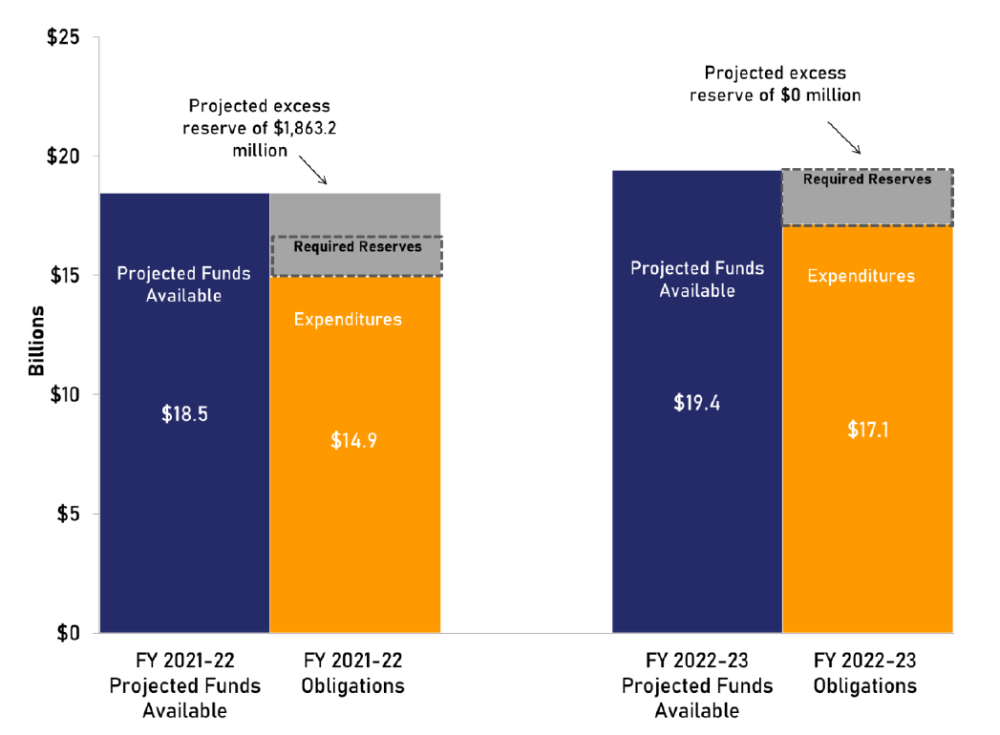 $25
$20
$15
$10
$5
$0
Billions
Projected excess
reserve of $1,863.2
million
Projected excess
reserve of $0 million
Projected Funds
Available
$18.5
Required Reserves
Expenditures
$14.9
Projected Funds
Available
$19.4
Required Reserves
Expenditures
$17.1
FY 2021-22
Projected Funds
Available
FY 2021-22
Obligations
FY 2022-23
Projected Funds
Available
FY 2022-23
Obligations